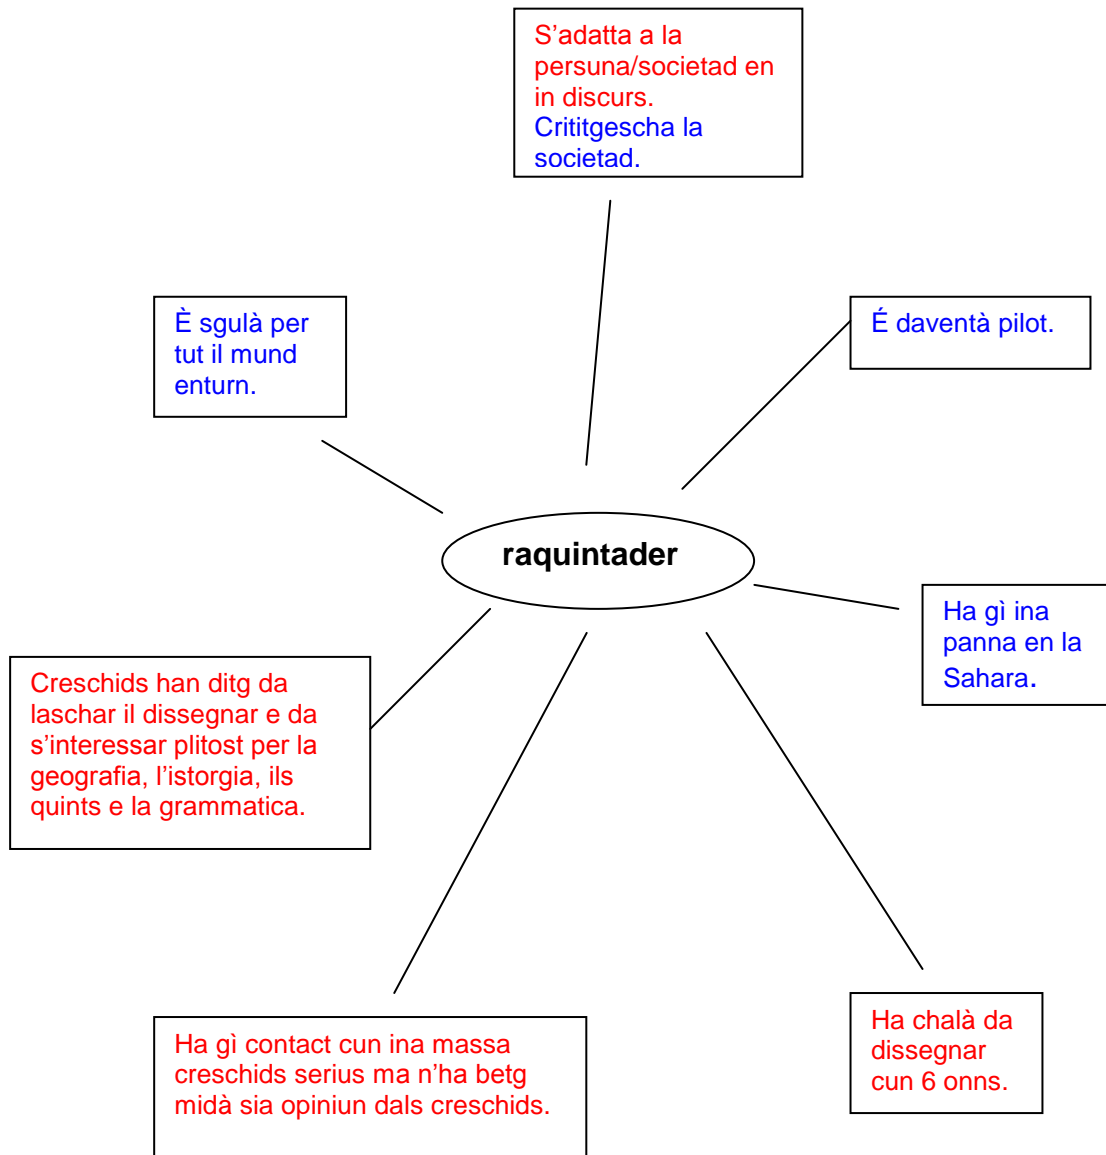 S’adatta a la
persuna/societad en
in discurs.
Crititgescha la
societad.
È sgulà per
tut il mund
enturn.
É daventà pilot.
raquintader
Ha gì ina
panna en la
Sahara.
Creschids han ditg da
laschar il dissegnar e da
s’interessar plitost per la
geografia, l’istorgia, ils
quints e la grammatica.
Ha gì contact cun ina massa
creschids serius ma n’ha betg
midà sia opiniun dals creschids.
Ha chalà da
dissegnar
cun 6 onns.